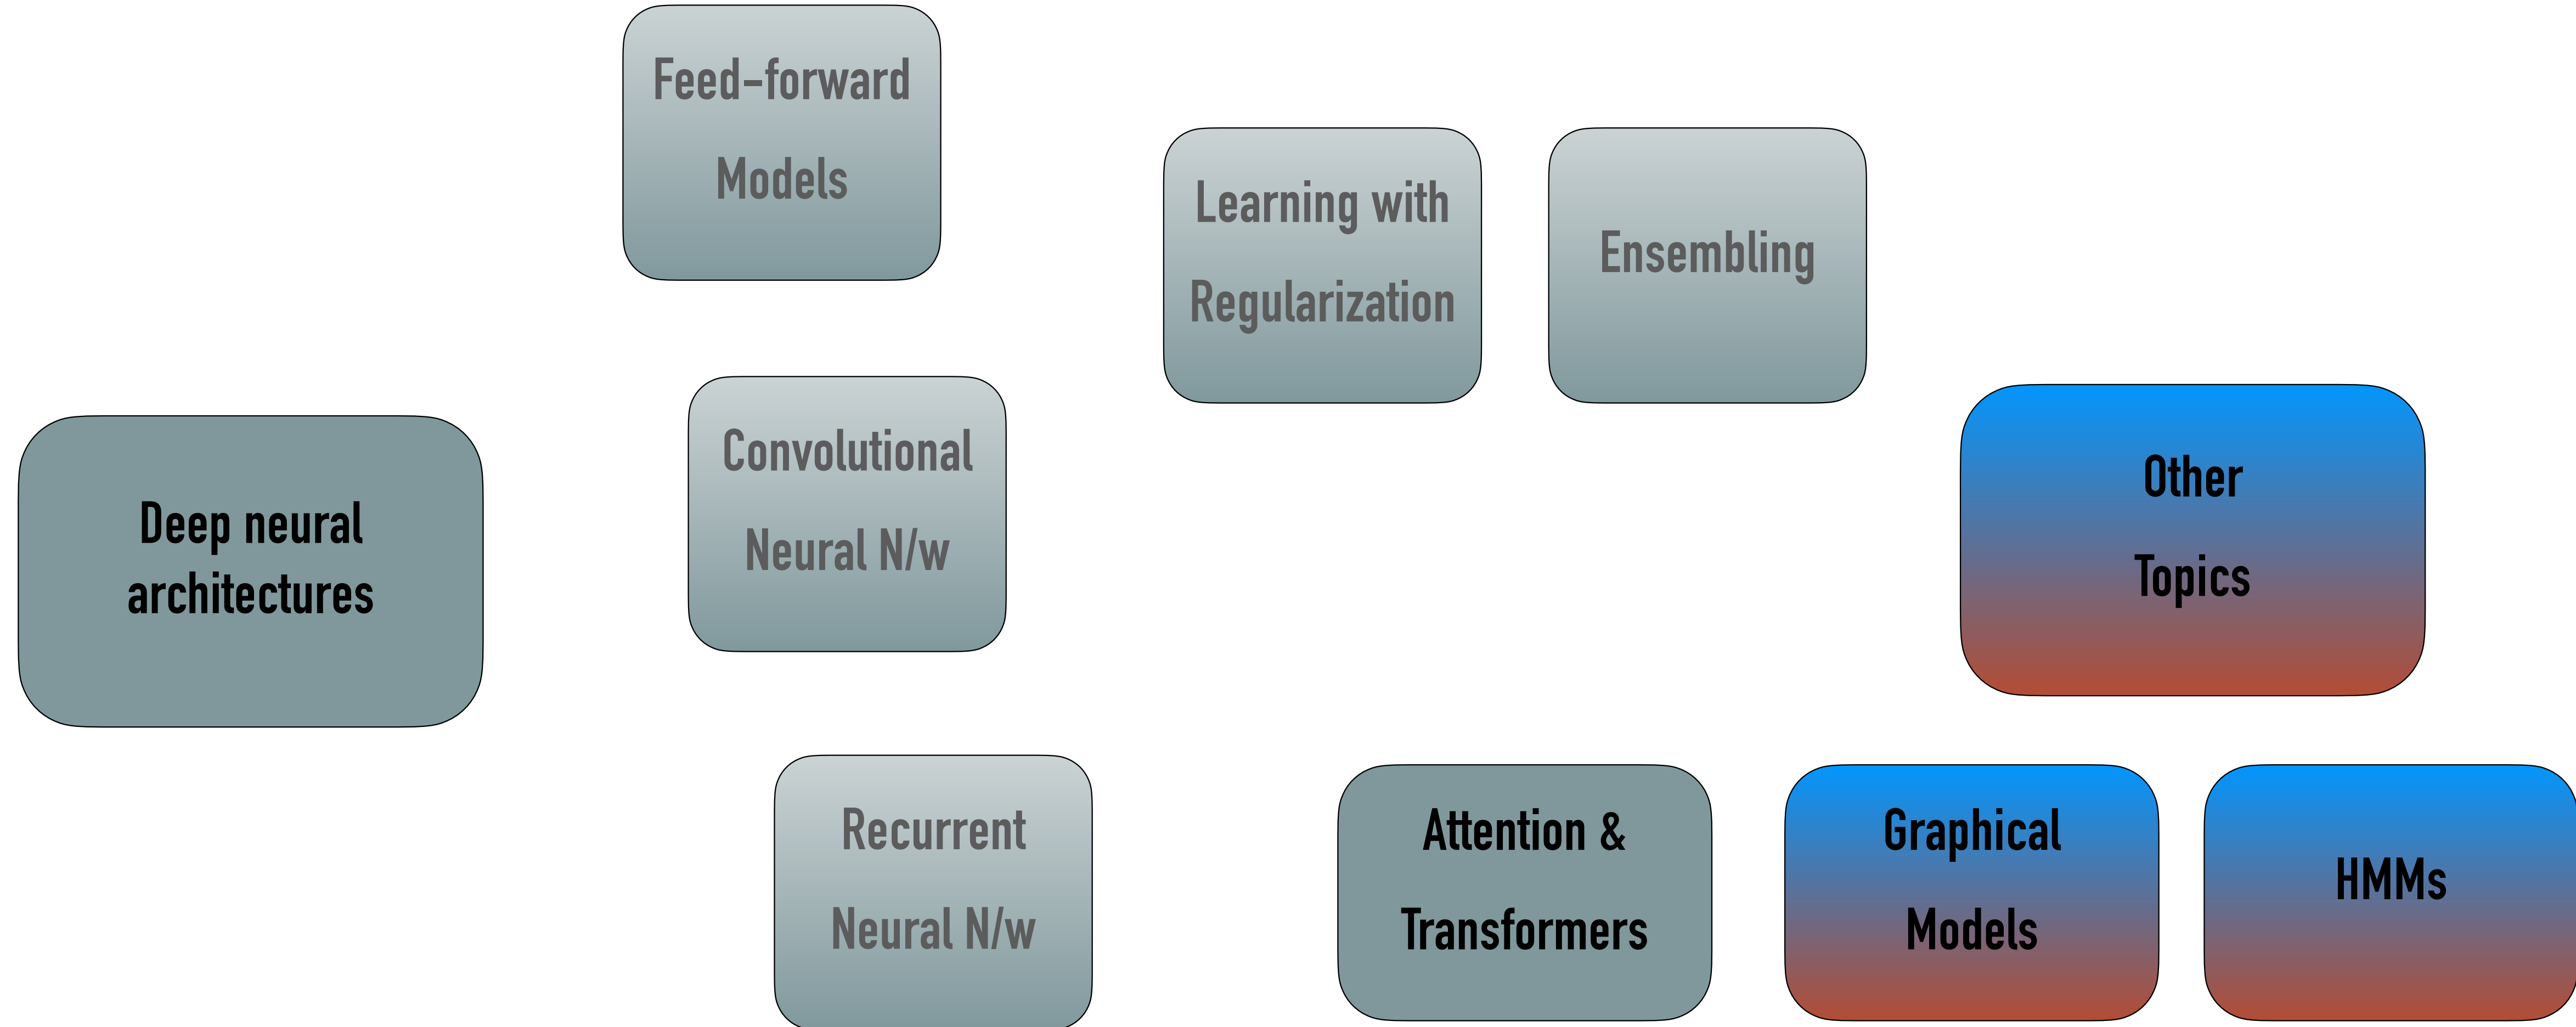 Feed-forward
Models
Learning with
Regularization
Ensembling
Convolutional
Neural N/w
Deep neural
architectures
Other
Topics
Recurrent
Neural N/w
Attention &
Transformers
Graphical
Models
HMMs